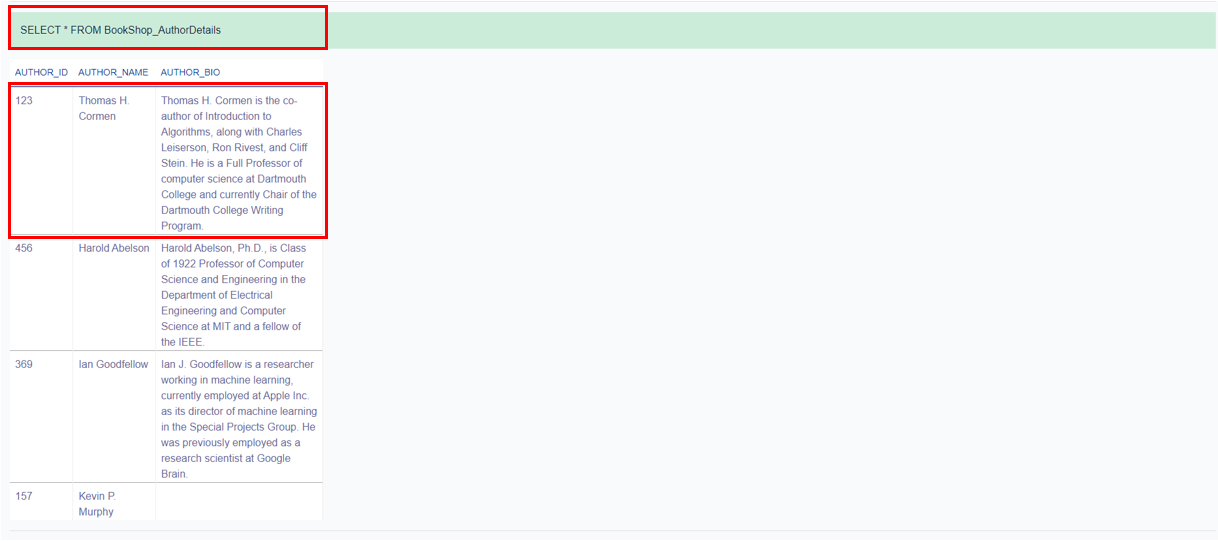 SELECT * FROM BookShop_AuthorDetails
AUTHOR_ID AUTHOR_NAME AUTHOR_BIO
123 Thomas H. Thomas H. Cormen is the co-
Cormen author of Introduction to
Algorithms, along with Charles
Leiserson, Ron Rivest, and Cliff
Stein. He is a Full Professor of
computer science at Dartmouth
College and currently Chair of the
Dartmouth College Writing
Program.
456 Harold Abelson Harold Abelson, Ph.D., is Class
of 1922 Professor of Computer
Science and Engineering in the
Department of Electrical
Engineering and Computer
Science at MIT and a fellow of
the IEEE.
369 Ian Goodfellow Ian J. Goodfellow is a researcher
working in machine learning,
currently employed at Apple Inc.
as its director of machine learning
in the Special Projects Group. He
was previously employed as a
research scientist at Google
Brain.
157 Kevin P.
Murphy